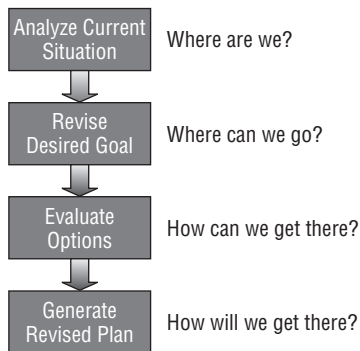 Analyze Current
Situation
Where are we?
Revise
Desired Goal
Where can we go?
Evaluate
Options
How can we get there?
Generate
Revised Plan
How will we get there?